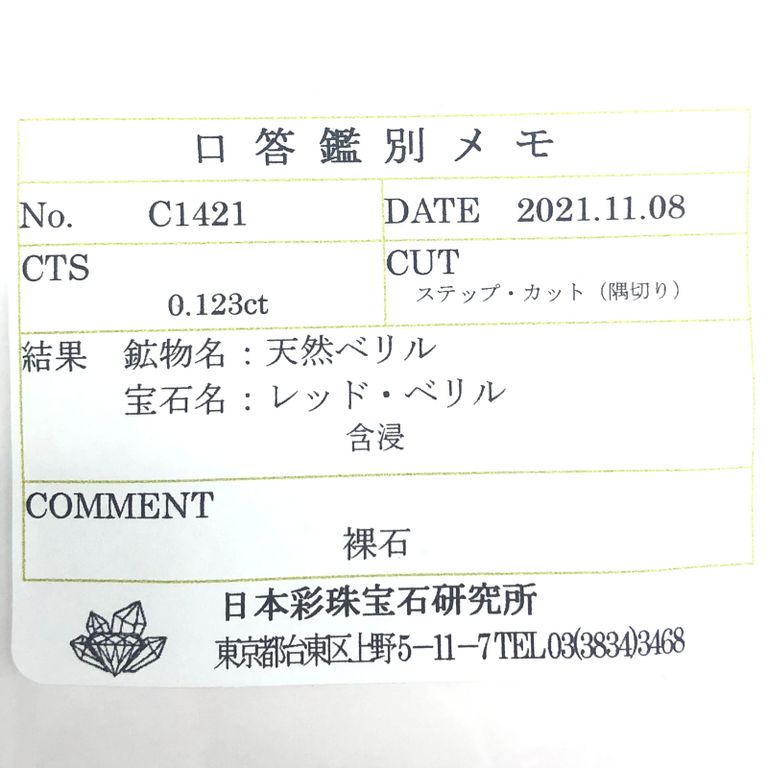 口答鑑別メモ
No. C1421
DATE 2021.11.08
CTS
0.123ct
CUT
ステップ・カット（隅切り）
結果 鉱物名：天然ベリル
宝石名：レッド・ベリル
含浸
COMMENT
裸石
日本彩珠宝石研究所
東京都台東区上野5－11－7 TEL03(3834)3468